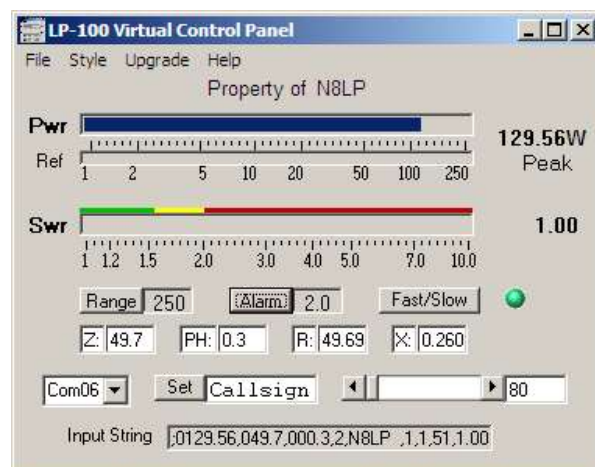 LP-100 Virtual Control Panel
File Style Upgrade Help
Property of N8LP
Pwr
129.56W
Ref
Peak
1 2 5 10 20 50 100 250
Swr
1.00
1 1.2 1.5 2.0 3.0 4.0 5.0 7.0 10.0
Range 250 (Alarm) 2.0 Fast/Slow
Z: 49.7 PH: 0.3 R: 49.69 X: 0.260
Com06 Set Callsign 80
Input String ;0129.56,049.7,000.3,2,N8LP ,1,1,51,1.00